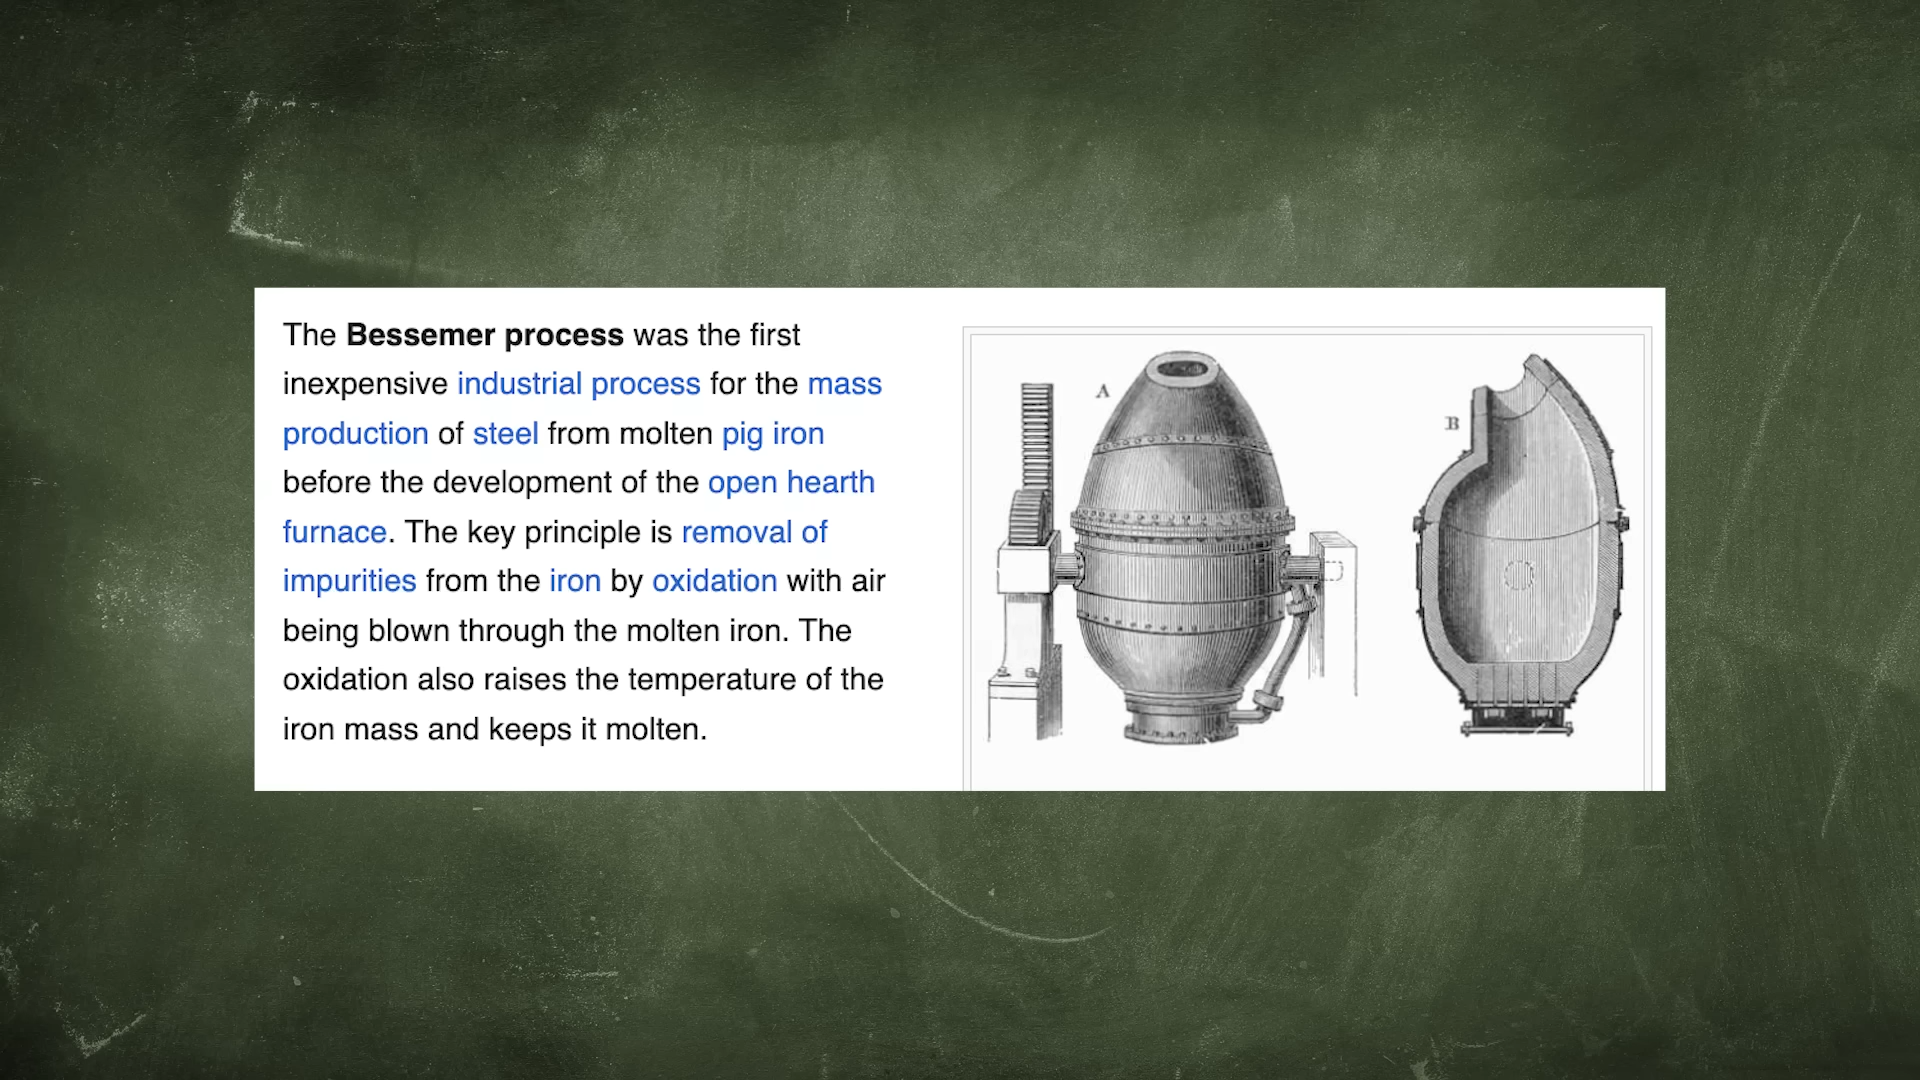 The Bessemer process was the first
inexpensive industrial process for the mass
production of steel from molten pig iron
before the development of the open hearth
furnace. The key principle is removal of
impurities from the iron by oxidation with air
being blown through the molten iron. The
oxidation also raises the temperature of the
iron mass and keeps it molten.
A
B